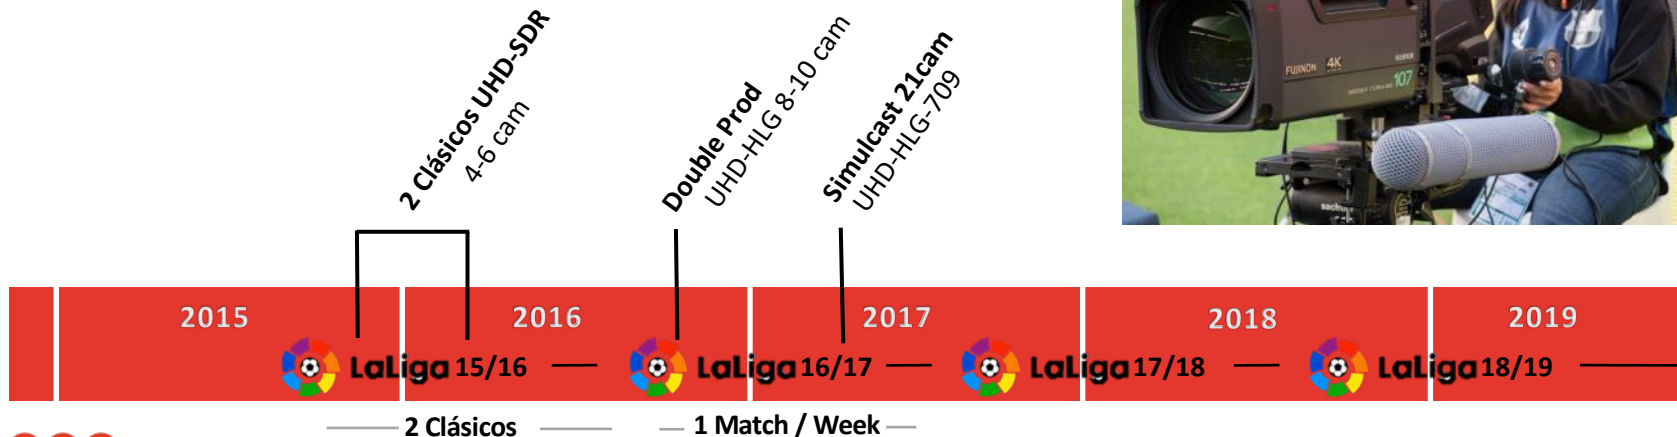 2 Clásicos UHD-SDR
4-6 cam
Double Prod
UHD-HLG 8-10 cam
Simulcast 21cam
UHD-HLG-709
FUJINON 4K
107
sach
2015
2016
2017
2018
2019
LaLiga 15/16
LaLiga 16/17
LaLiga 17/18
LaLiga 18/19
2 Clásicos
1 Match / Week